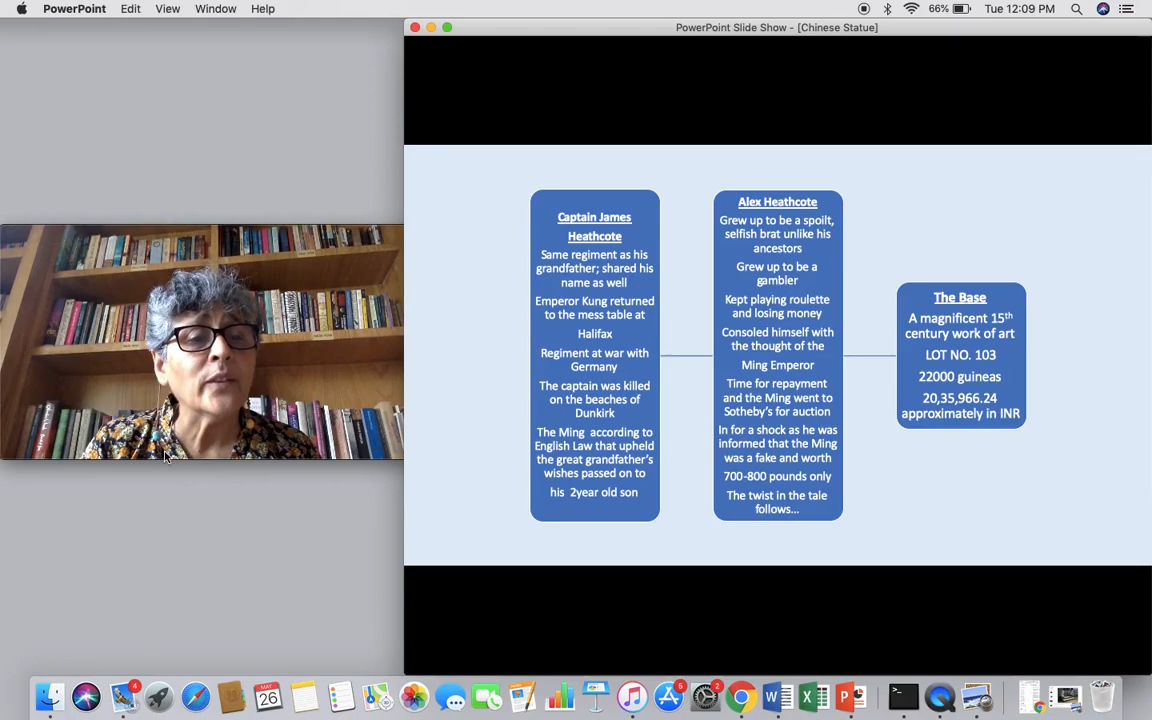 PowerPoint Edit View Window Help
66% Tue 12:09 PM
PowerPoint Slide Show - [Chinese Statue]
Captain James
Heathcote
Same regiment as his
grandfather; shared his
name as well
Emperor Kung returned
to the mess table at
Halifax
Regiment at war with
Germany
The captain was killed
on the beaches of
Dunkirk
The Ming according to
English Law that upheld
the great grandfather's
wishes passed on to
his 2year old son
Alex Heathcote
Grew up to be a spoilt,
selfish brat unlike his
ancestors
Grew up to be a
gambler
Kept playing roulette
and losing money
Consoled himself with
the thought of the
Ming Emperor
Time for repayment
and the Ming went to
Sotheby's for auction
In for a shock as he was
informed that the Ming
was a fake and worth
700-800 pounds only
The twist in the tale
follows...
The Base
A magnificent 15th
century work of art
LOT NO. 103
22000 guineas
20,35,966.24
approximately in INR
4
MAY
26
5
2